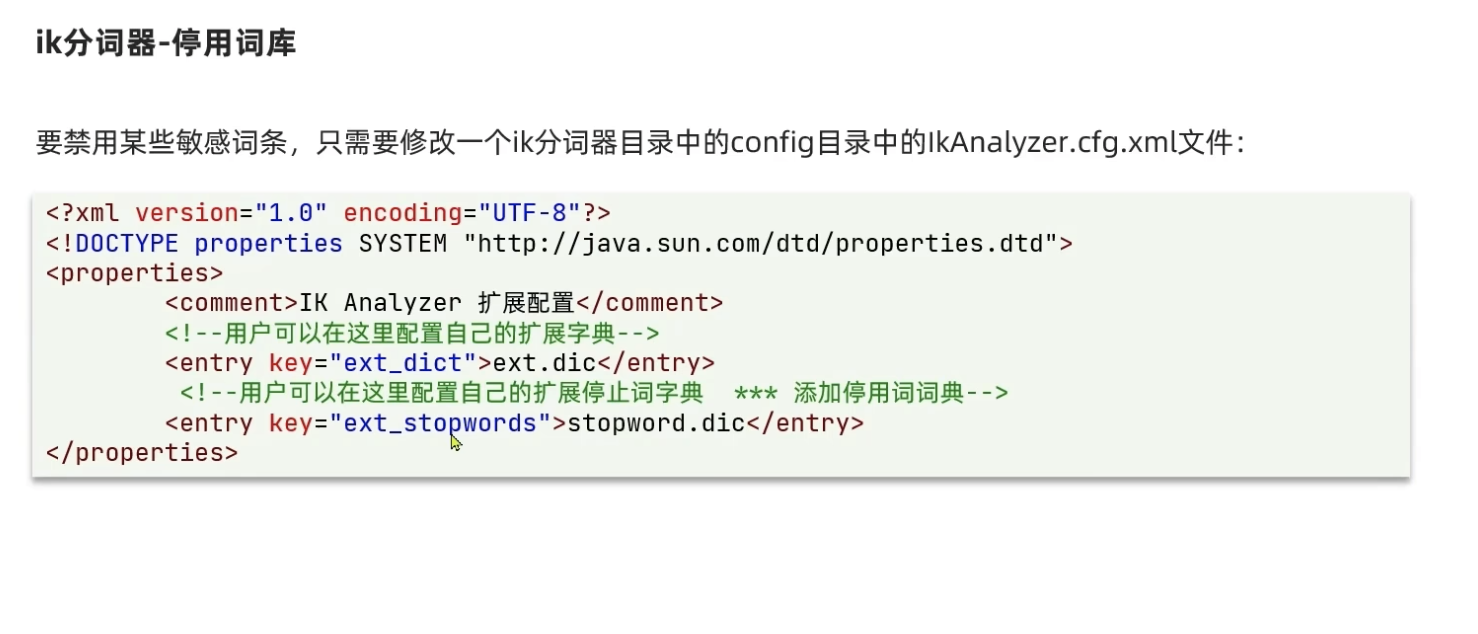 ik分词器-停用词库
要禁用某些敏感词条，只需要修改一个ik分词器目录中的config目录中的IkAnalyzer.cfg.xml文件：
<?xml version="1.0" encoding="UTF-8"?>
<!DOCTYPE properties SYSTEM "http://java.sun.com/dtd/properties.dtd">
<properties>
        <comment>IK Analyzer 扩展配置</comment>
        <!--用户可以在这里配置自己的扩展字典-->
        <entry key="ext_dict">ext.dic</entry>
         <!--用户可以在这里配置自己的扩展停止词字典  *** 添加停用词词典-->
        <entry key="ext_stopwords">stopword.dic</entry>
</properties>